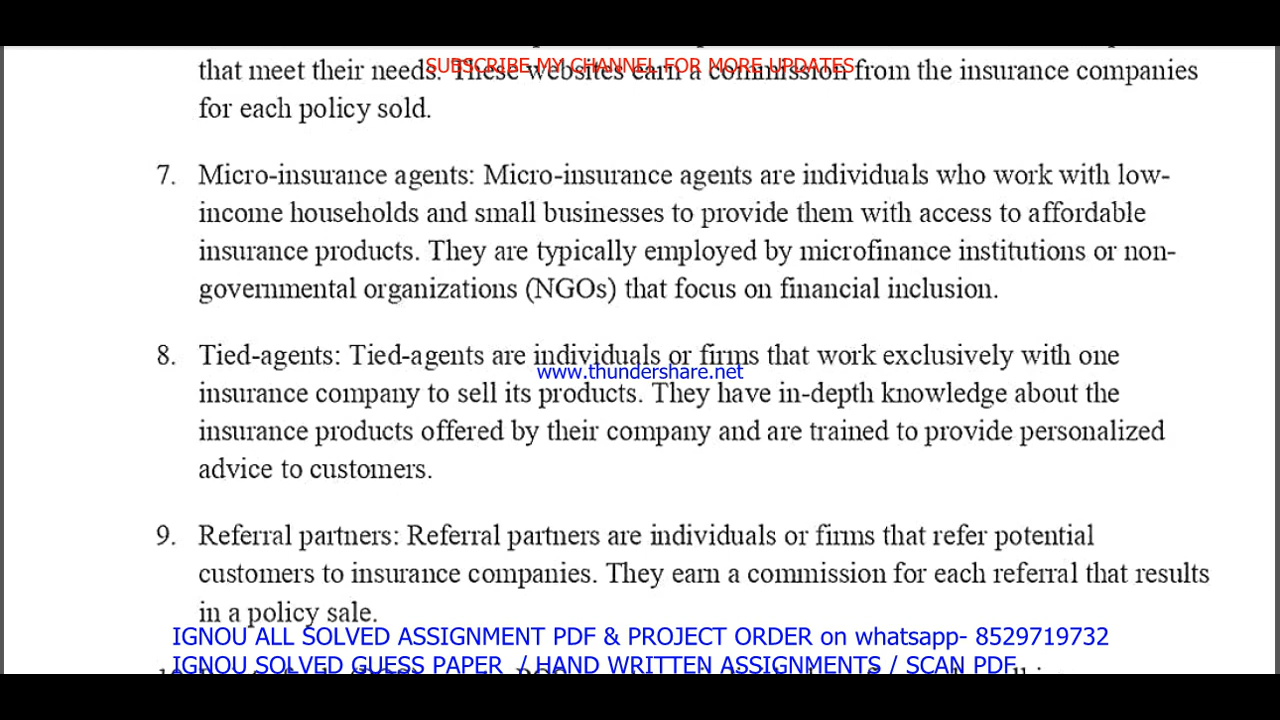 that meet their needs. These websites earn a commission from the insurance companies
SUBSCRIBE MY CHANNEL FOR MORE UPDATES
for each policy sold.
7. Micro-insurance agents: Micro-insurance agents are individuals who work with low-
income households and small businesses to provide them with access to affordable
insurance products. They are typically employed by microfinance institutions or non-
governmental organizations (NGOs) that focus on financial inclusion.
8. Tied-agents: Tied-agents are individuals or firms that work exclusively with one
www.thundershare.net
insurance company to sell its products. They have in-depth knowledge about the
insurance products offered by their company and are trained to provide personalized
advice to customers.
9. Referral partners: Referral partners are individuals or firms that refer potential
customers to insurance companies. They earn a commission for each referral that results
in a policy sale.
IGNOU ALL SOLVED ASSIGNMENT PDF & PROJECT ORDER on whatsapp- 8529719732
IGNOU SOLVED GUESS PAPER / HAND WRITTEN ASSIGNMENTS / SCAN PDF